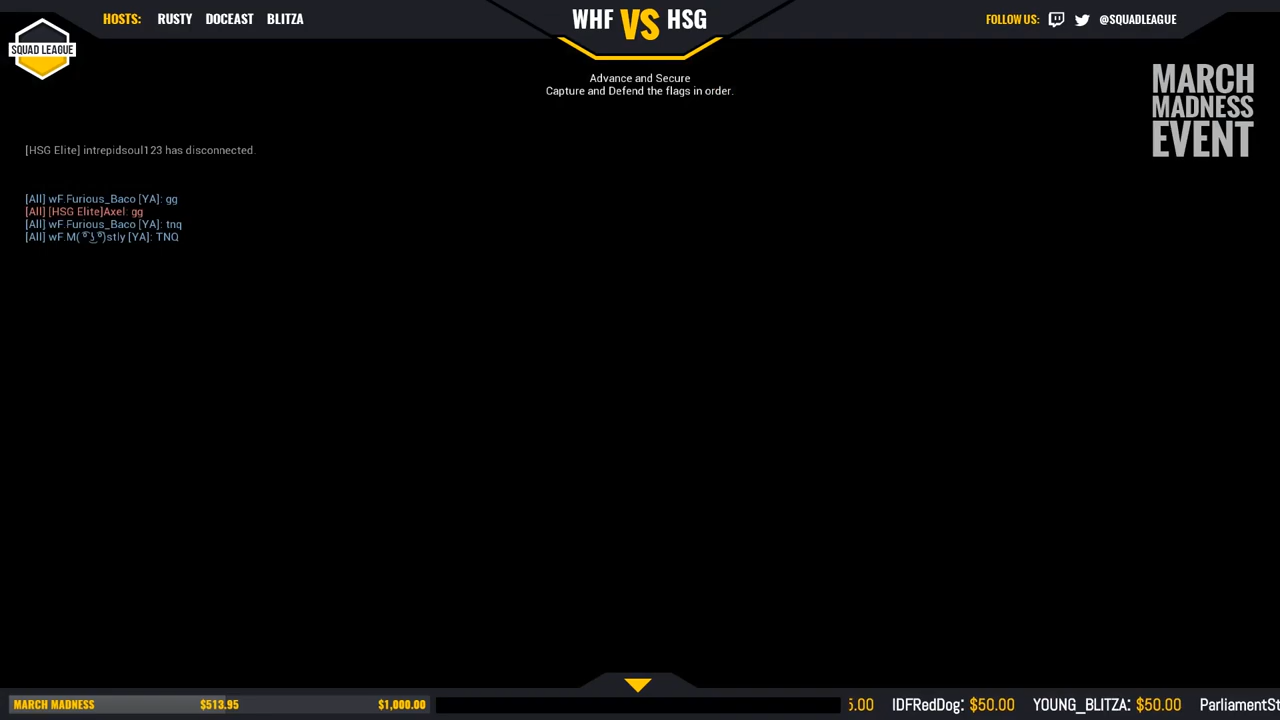 HOSTS: RUSTY DOCEAST BLITZA
WHF VS HSG
FOLLOW US: @SQUADLEAGUE
SQUAD LEAGUE
Advance and Secure
Capture and Defend the flags in order.
MARCH
MADNESS
EVENT
[HSG Elite] intrepidsoul123 has disconnected.
[All] wF.Furious_Baco [YA]: gg
[All] [HSG Elite]Axel: gg
[All] wF.Furious_Baco [YA]: tnq
[All] wF.M( ͡° ͜ʖ ͡°)stly [YA]: TNQ
MARCH MADNESS $513.95 $1,000.00 5.00 IDFRedDog: $50.00 YOUNG_BLITZA: $50.00 ParliamentSt